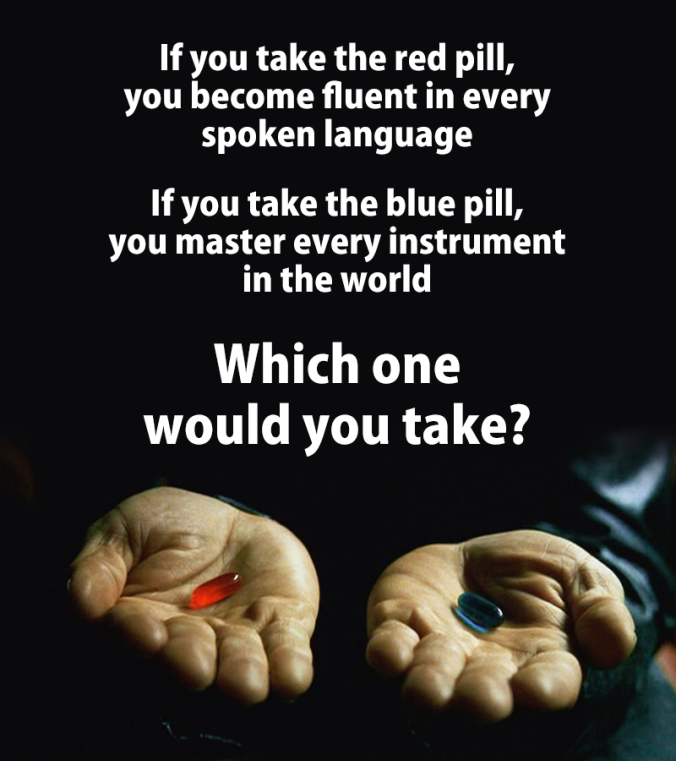 If you take the red pill,
you become fluent in every
spoken language
If you take the blue pill,
you master every instrument
in the world
Which one
would you take?